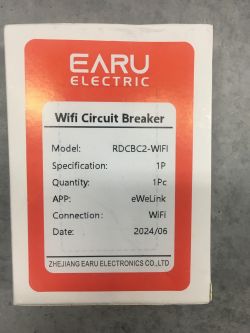 EARU
ELECTRIC
Wifi Circuit Breaker
Model: RDCBC2-WIFI
Specification: 1P
Quantity: 1Pc
APP: eWeLink
Connection: WiFi
Date: 2024/06
ZHEJIANG EARU ELECTRONICS CO.,LTD